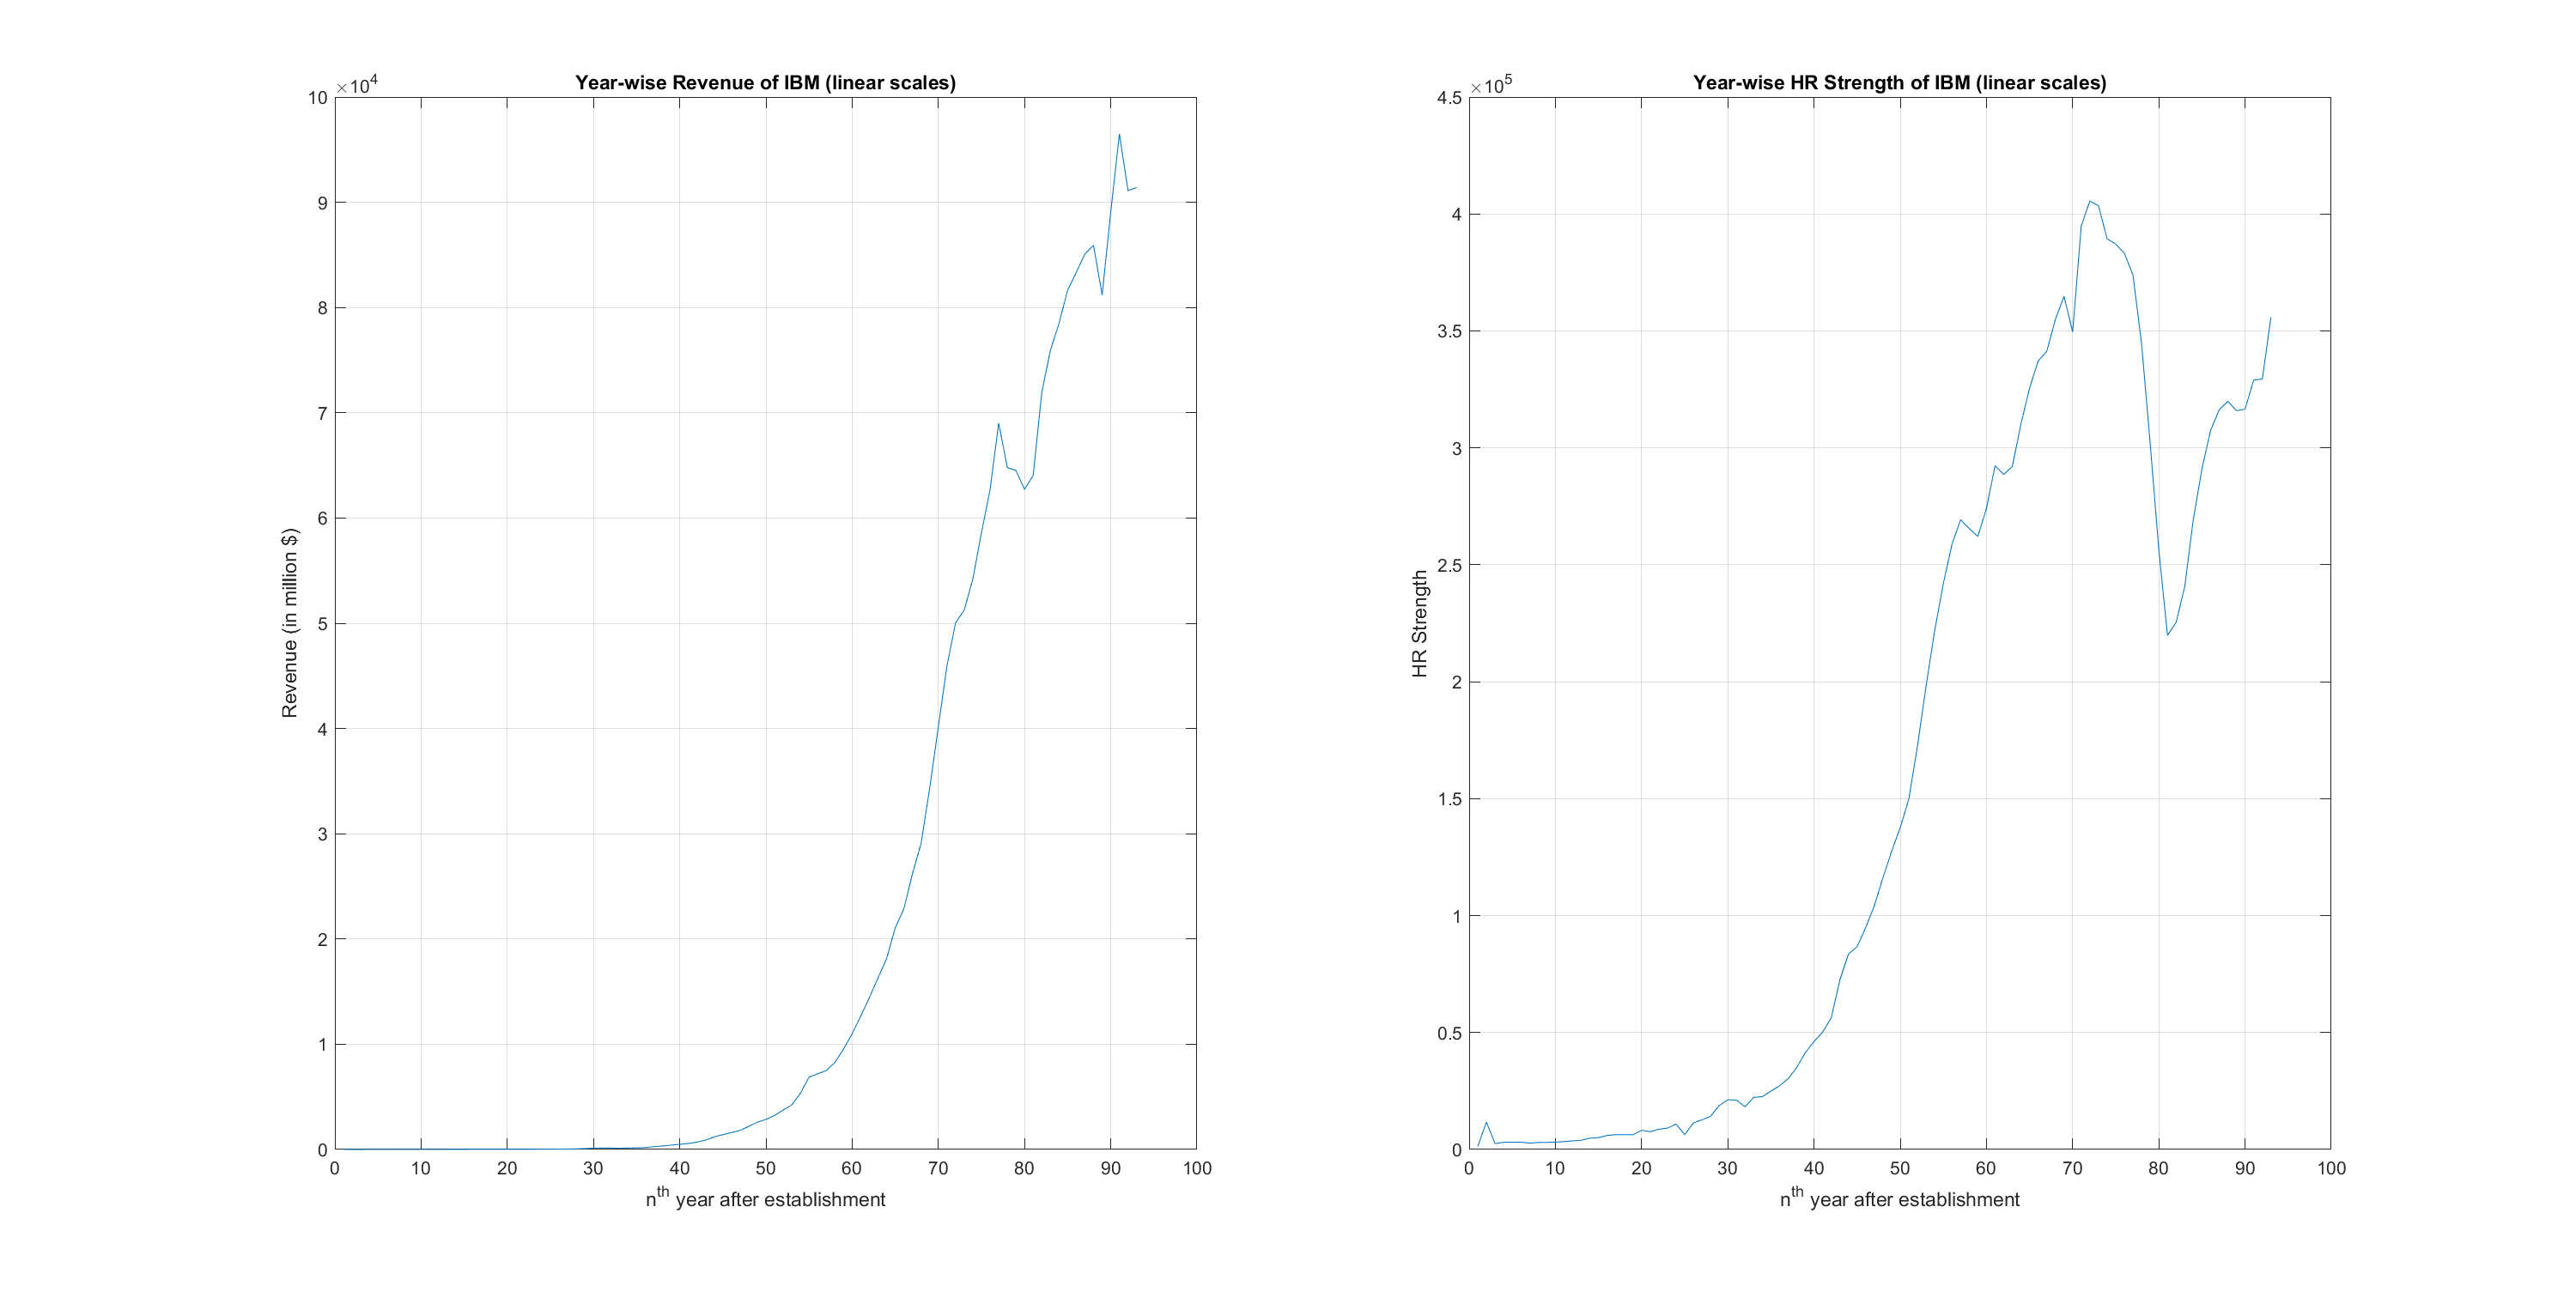 Year-wise Revenue of IBM (linear scales)
×10^4
10
9
8
7
6
5
4
3
2
1
0
Revenue (in million $)
0 10 20 30 40 50 60 70 80 90 100
n^th year after establishment
Year-wise HR Strength of IBM (linear scales)
×10^5
4.5
4
3.5
3
2.5
2
1.5
1
0.5
0
HR Strength
0 10 20 30 40 50 60 70 80 90 100
n^th year after establishment